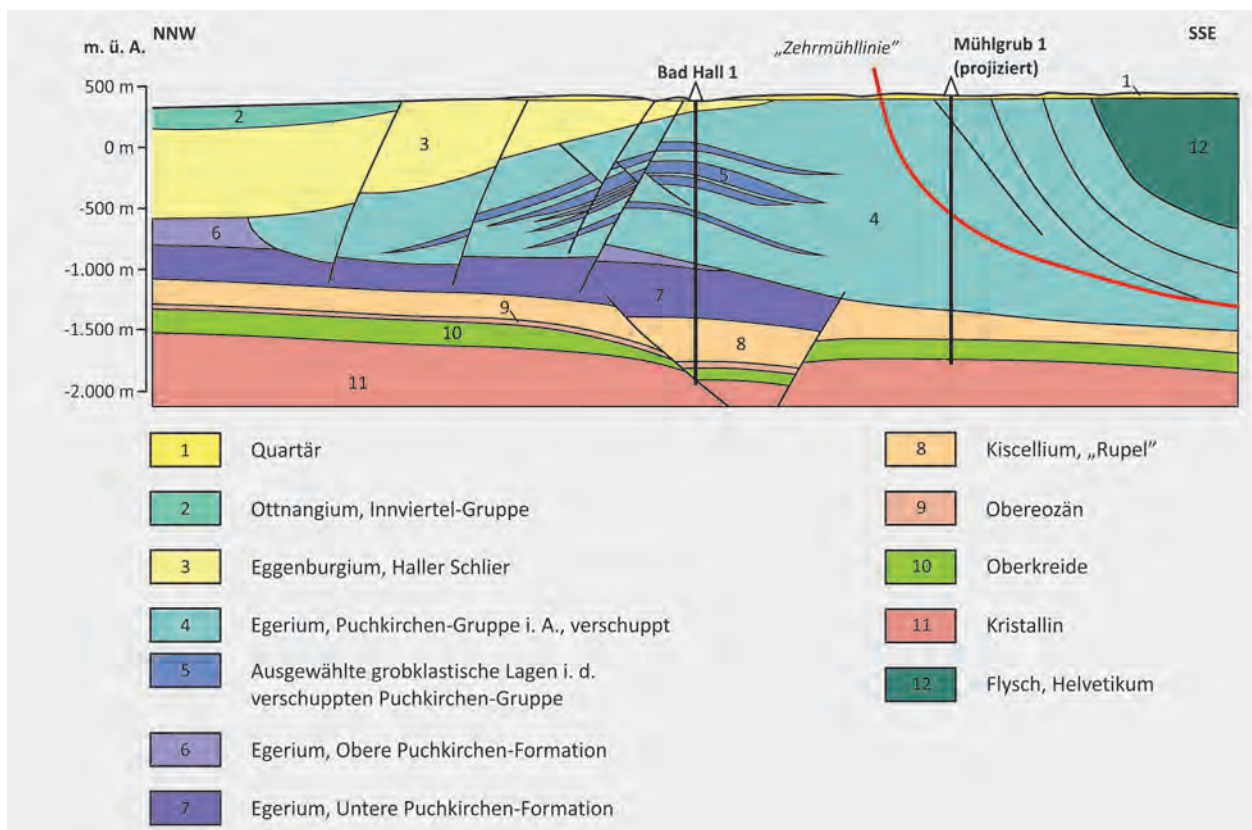 NNW
SSE
m. ü. A.
„Zehrmühllinie”
Mühlgrub 1
(projiziert)
Bad Hall 1
500 m
0 m
-500 m
-1.000 m
-1.500 m
-2.000 m
1
2
3
12
5
4
6
7
9
10
8
11
1 Quartär
2 Ottnangium, Innviertel-Gruppe
3 Eggenburgium, Haller Schlier
4 Egerium, Puchkirchen-Gruppe i. A., verschuppt
5 Ausgewählte grobklastische Lagen i. d.
verschuppten Puchkirchen-Gruppe
6 Egerium, Obere Puchkirchen-Formation
7 Egerium, Untere Puchkirchen-Formation
8 Kiscellium, „Rupel”
9 Obereozän
10 Oberkreide
11 Kristallin
12 Flysch, Helvetikum